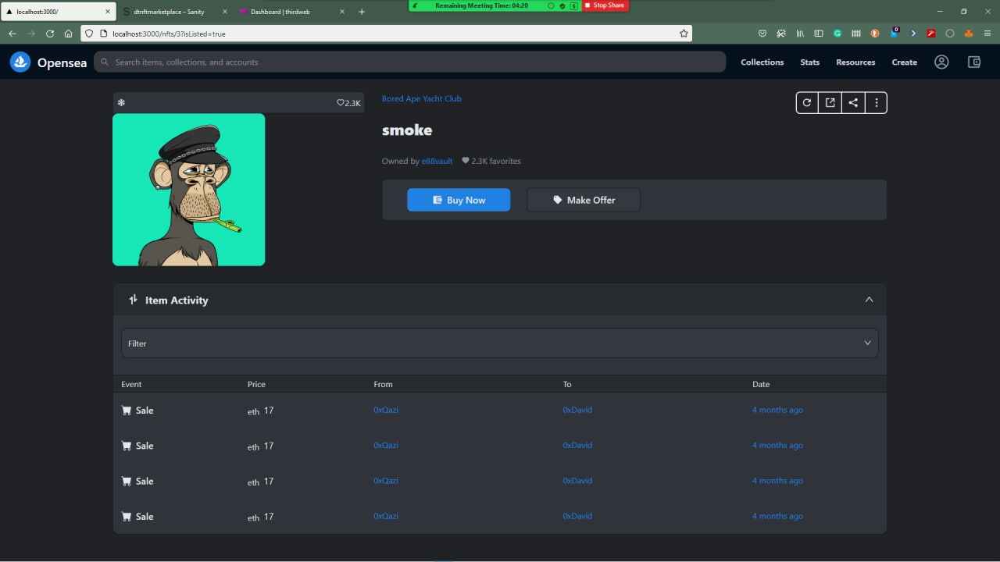 Remaining Meeting Time: 04:20 Stop Share
localhost:3000/ dtnftmarketplace – Sanity Dashboard | thirdweb
localhost:3000/nfts/3?isListed=true
Opensea Search items, collections, and accounts Collections Stats Resources Create
2.3K
Bored Ape Yacht Club
smoke
Owned by e88vault 2.3K favorites
Buy Now Make Offer
Item Activity
Filter
Event Price From To Date
Sale eth 17 0xQazi 0xDavid 4 months ago
Sale eth 17 0xQazi 0xDavid 4 months ago
Sale eth 17 0xQazi 0xDavid 4 months ago
Sale eth 17 0xQazi 0xDavid 4 months ago